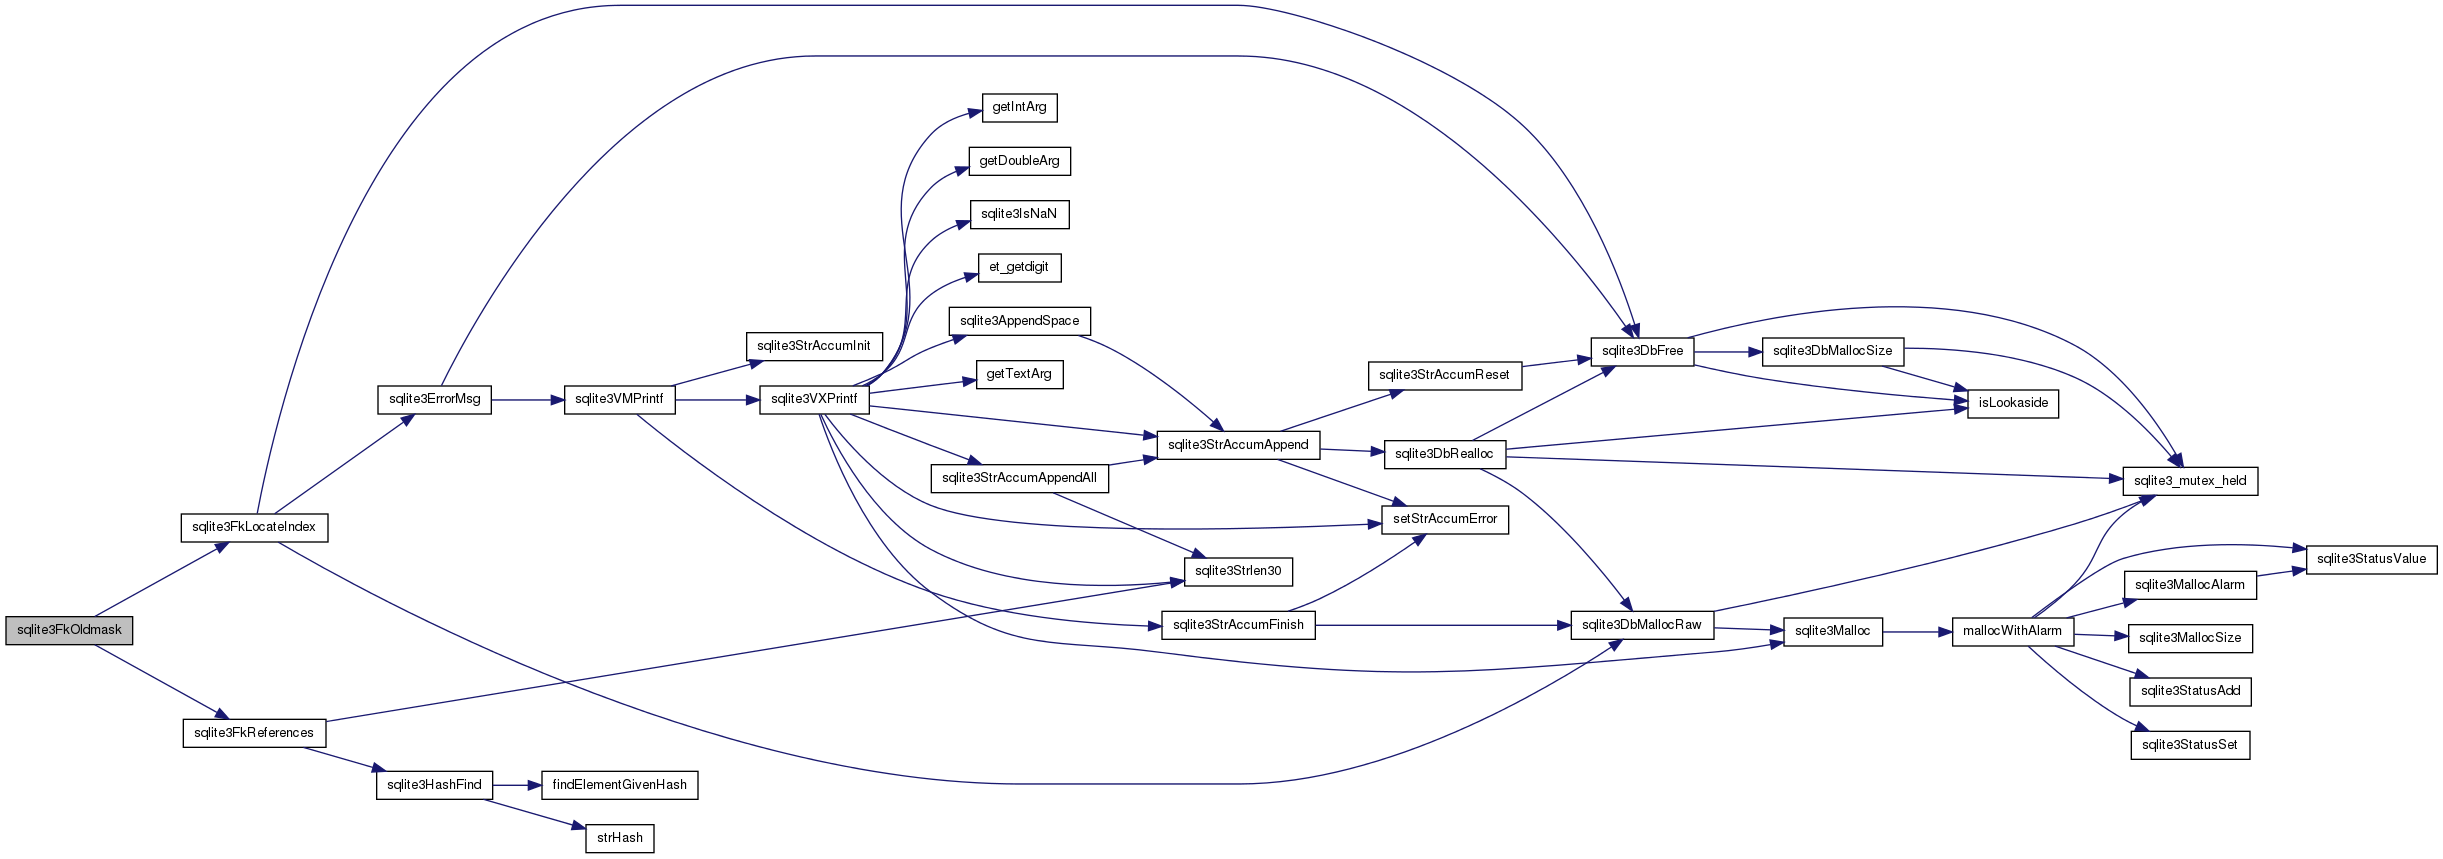 getIntArg
getDoubleArg
sqlite3IsNaN
et_getdigit
sqlite3AppendSpace
sqlite3StrAccumInit
sqlite3DbFree
sqlite3DbMallocSize
getTextArg
sqlite3StrAccumReset
sqlite3ErrorMsg
sqlite3VMPrintf
sqlite3VXPrintf
isLookaside
sqlite3StrAccumAppend
sqlite3DbRealloc
sqlite3StrAccumAppendAll
sqlite3_mutex_held
sqlite3FkLocateIndex
setStrAccumError
sqlite3StatusValue
sqlite3Strlen30
sqlite3MallocAlarm
sqlite3FkOldmask
sqlite3StrAccumFinish
sqlite3DbMallocRaw
sqlite3Malloc
mallocWithAlarm
sqlite3MallocSize
sqlite3StatusAdd
sqlite3FkReferences
sqlite3StatusSet
sqlite3HashFind
findElementGivenHash
strHash